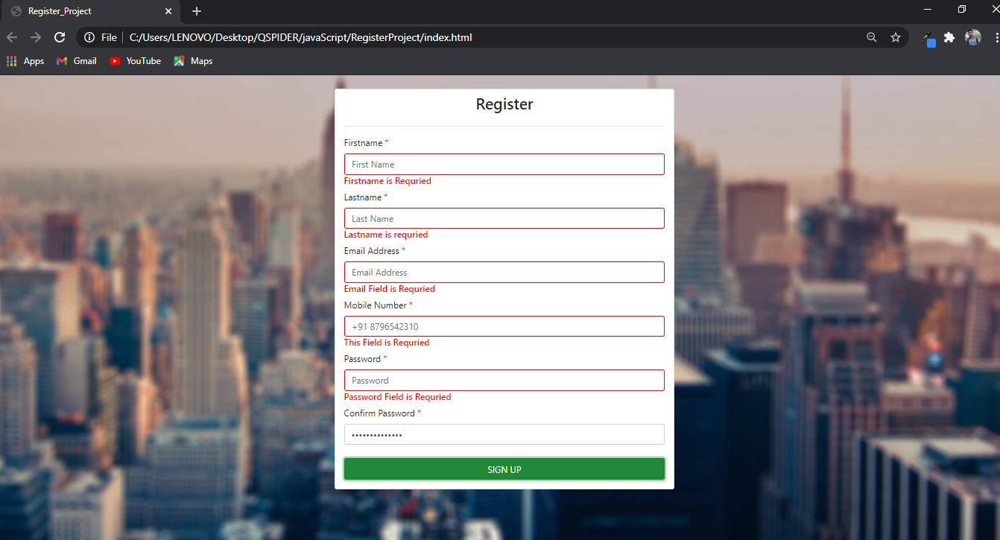 Register_Project
File C:/Users/LENOVO/Desktop/QSPIDER/javaScript/RegisterProject/index.html
Apps Gmail YouTube Maps
Register
Firstname *
First Name
Firstname is Requried
Lastname *
Last Name
Lastname is requried
Email Address *
Email Address
Email Field is Requried
Mobile Number *
+91 8796542310
This Field is Requried
Password *
Password
Password Field is Requried
Confirm Password *
••••••••••••••
SIGN UP